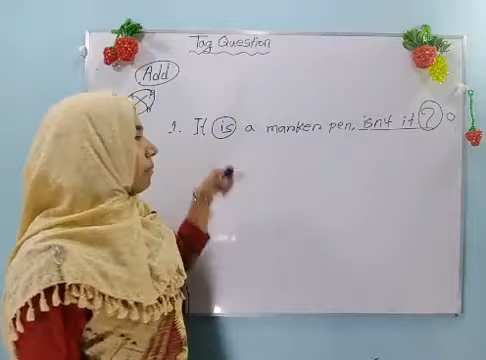 Tag Question
Add
1. It is a marker pen, isn't it?